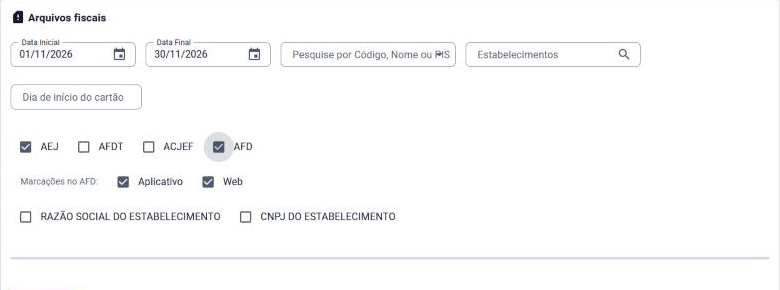 Arquivos fiscais
Data Inicial
01/11/2026
Data Final
30/11/2026
Pesquise por Código, Nome ou PIS
Estabelecimentos
Dia de início do cartão
AEJ
AFDT
ACJEF
AFD
Marcações no AFD:
Aplicativo
Web
RAZÃO SOCIAL DO ESTABELECIMENTO
CNPJ DO ESTABELECIMENTO